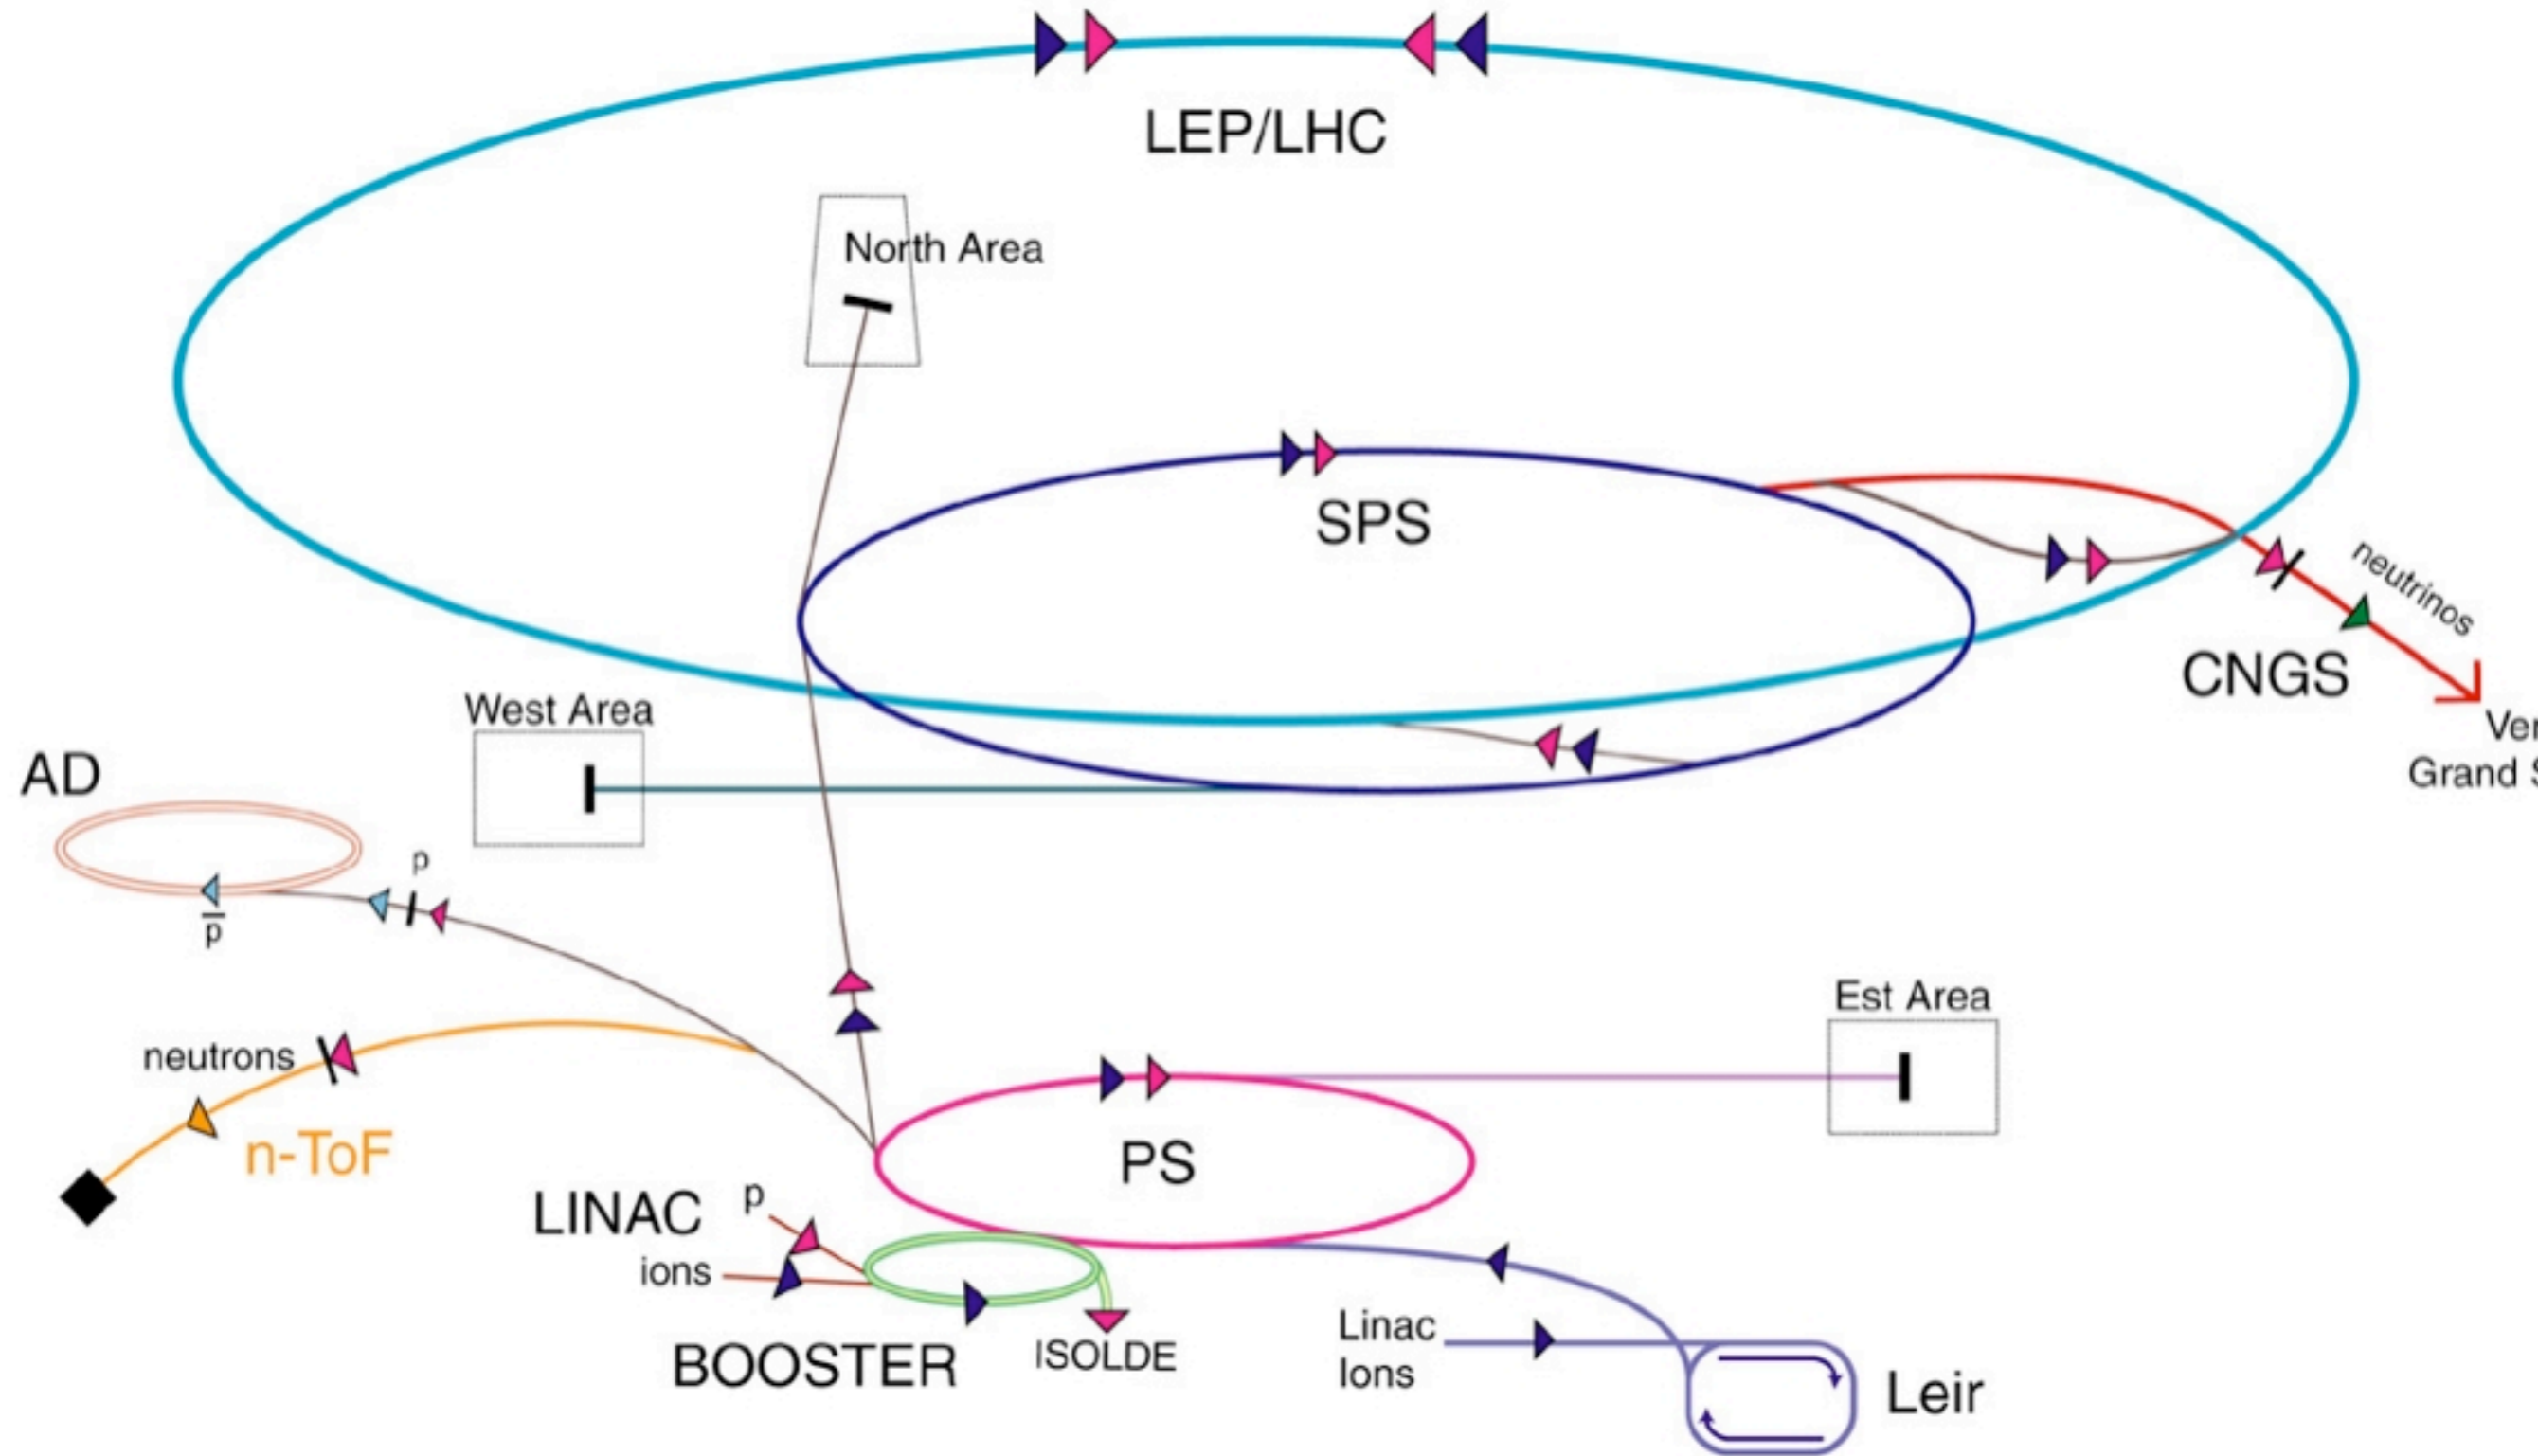 LEP/LHC
North Area
SPS
neutrinos
CNGS
West Area
Ver
Grand S
AD
p
p̅
Est Area
neutrons
n-ToF
PS
LINAC
p
ions
BOOSTER
ISOLDE
Linac
Ions
Leir